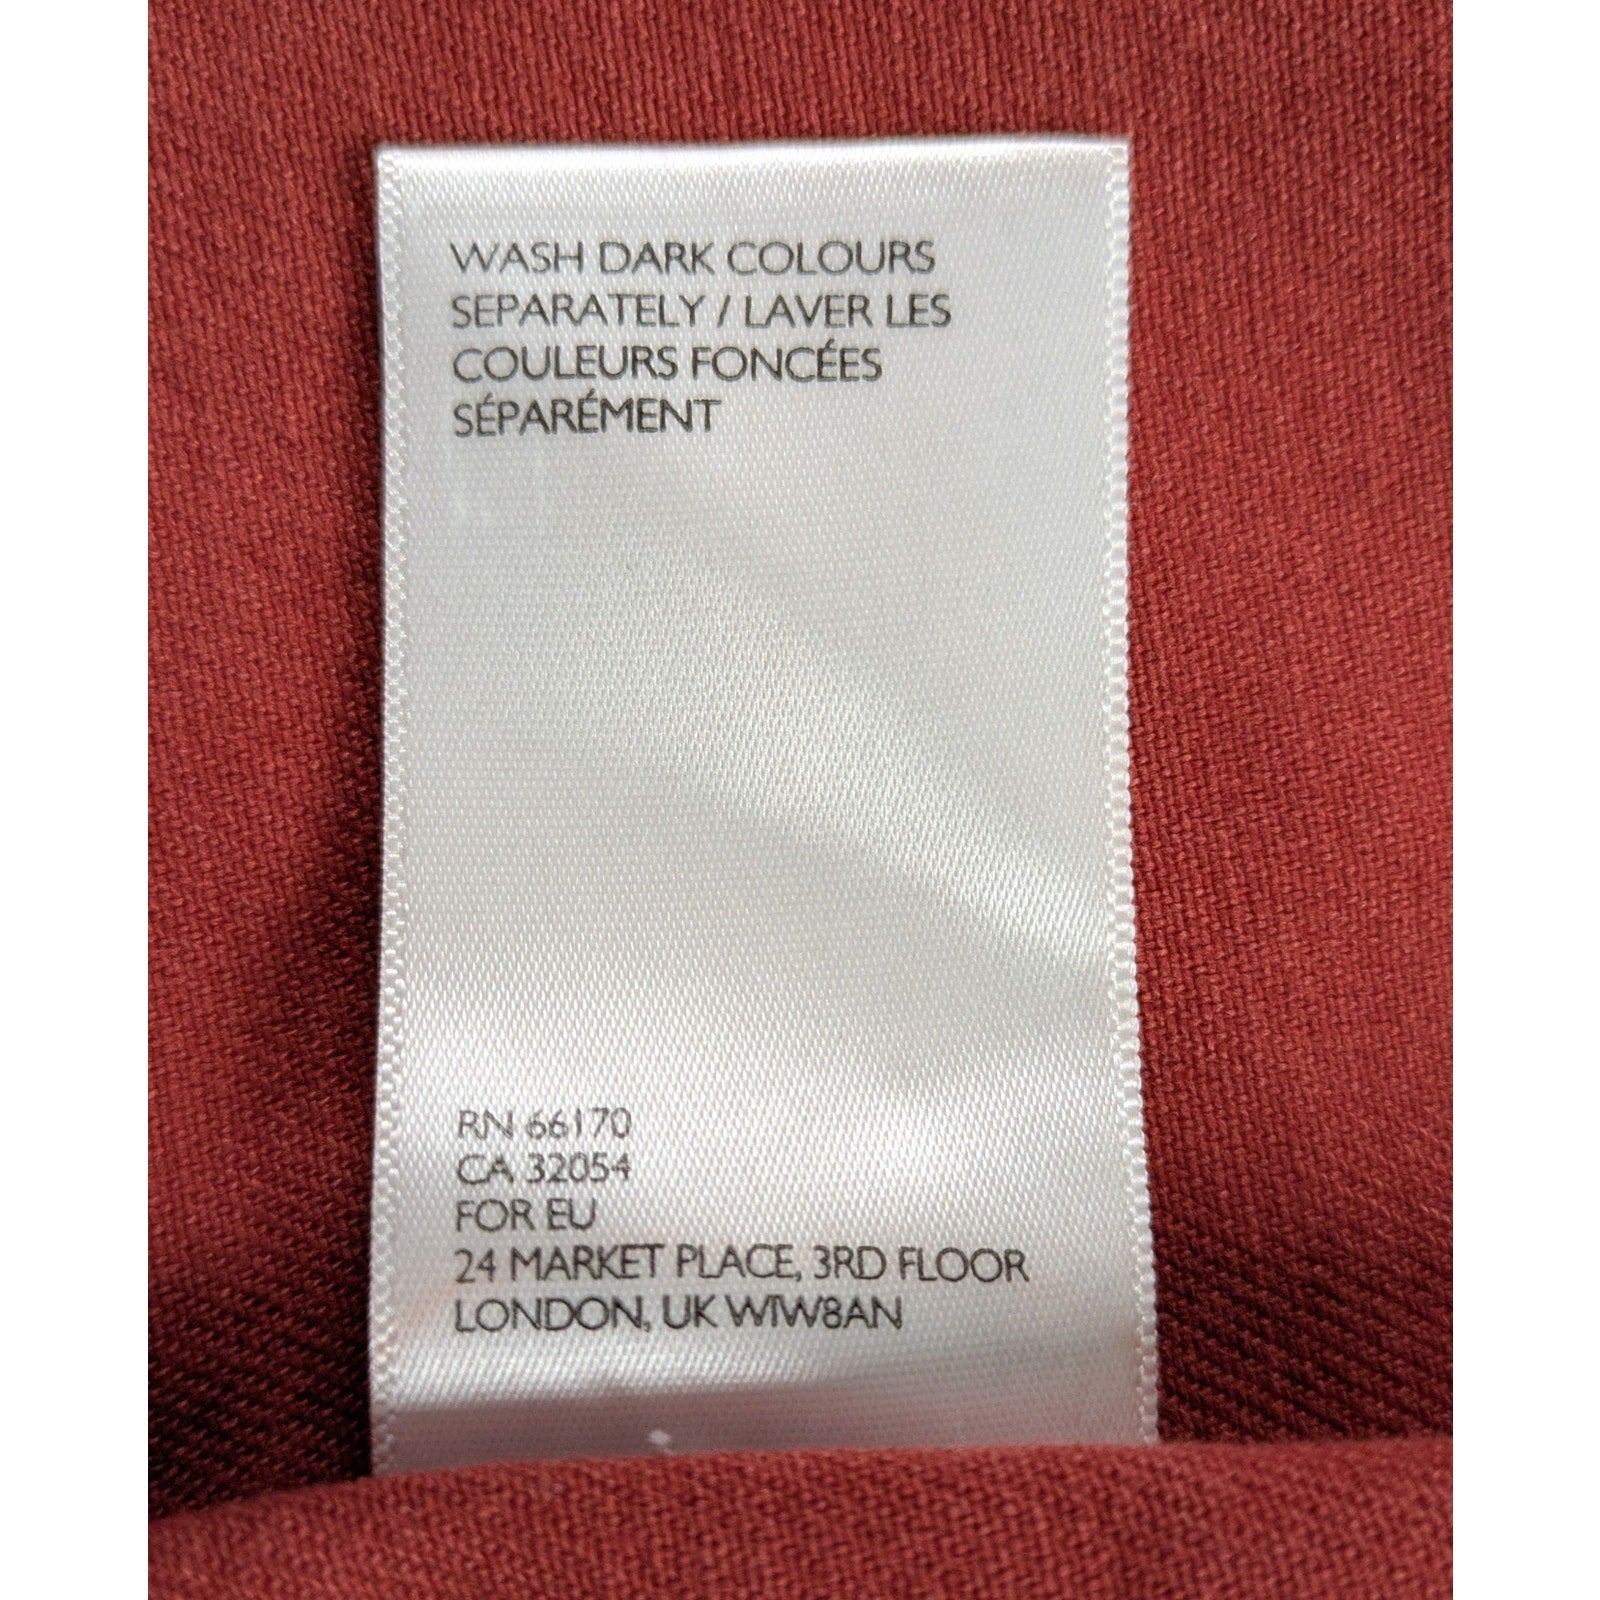 WASH DARK COLOURS
SEPARATELY / LAVER LES
COULEURS FONCÉES
SÉPARÉMENT
RN 66170
CA 32054
FOR EU
24 MARKET PLACE, 3RD FLOOR
LONDON, UK W1W8AN